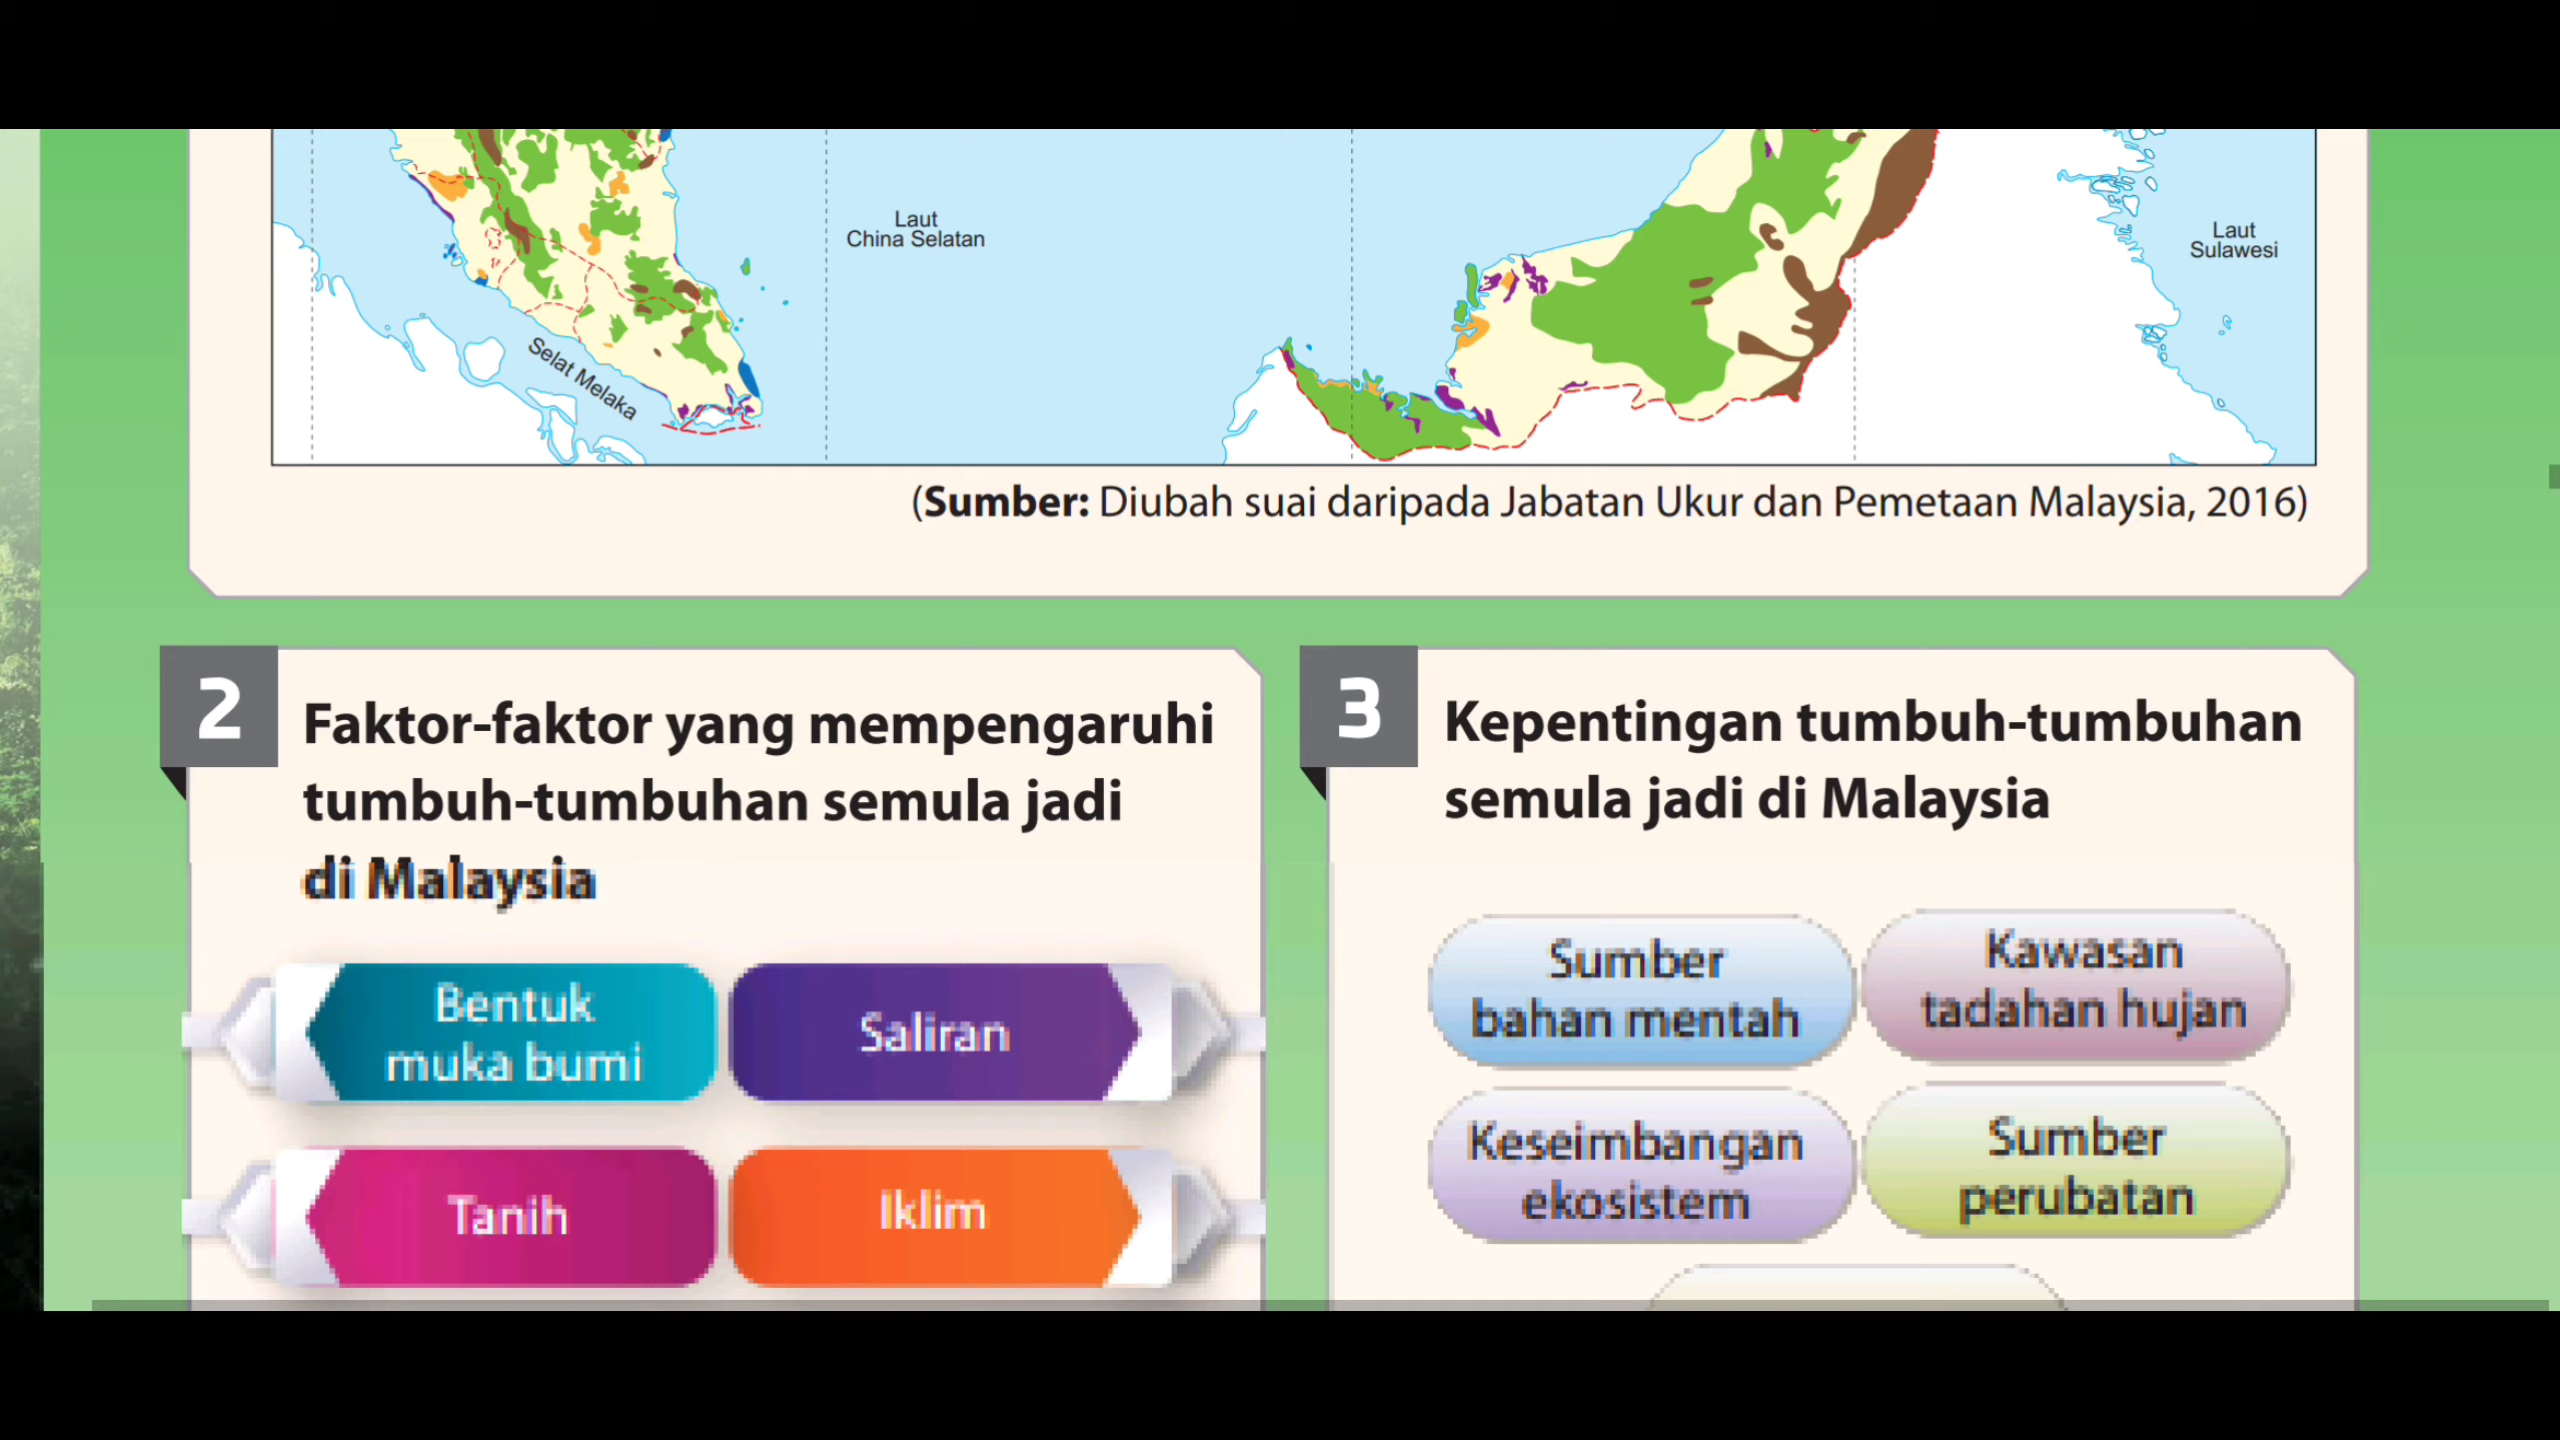 Laut
China Selatan
Laut
Sulawesi
Selat Melaka
(Sumber: Diubah suai daripada Jabatan Ukur dan Pemetaan Malaysia, 2016)
2
Faktor-faktor yang mempengaruhi
tumbuh-tumbuhan semula jadi
di Malaysia
Bentuk
muka bumi
Saliran
Tanih
Iklim
3
Kepentingan tumbuh-tumbuhan
semula jadi di Malaysia
Sumber
bahan mentah
Kawasan
tadahan hujan
Keseimbangan
ekosistem
Sumber
perubatan